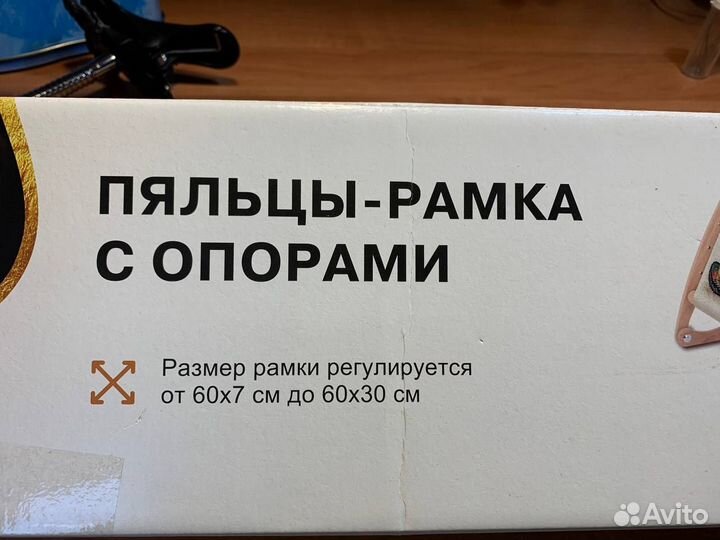 ПЯЛЬЦЫ-РАМКА
С ОПОРАМИ
Размер рамки регулируется
от 60х7 см до 60х30 см
Avito